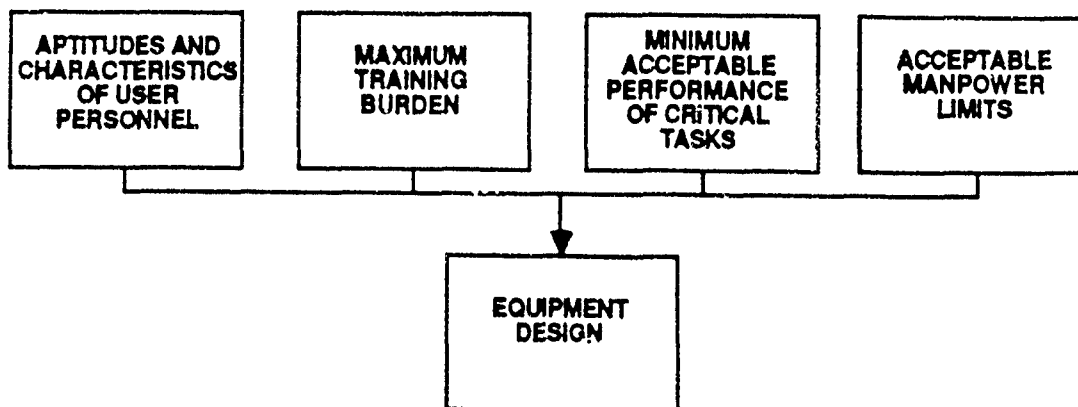 APTITUDES AND
CHARACTERISTICS
OF USER
PERSONNEL
MAXIMUM
TRAINING
BURDEN
MINIMUM
ACCEPTABLE
PERFORMANCE
OF CRITICAL
TASKS
ACCEPTABLE
MANPOWER
LIMITS
EQUIPMENT
DESIGN